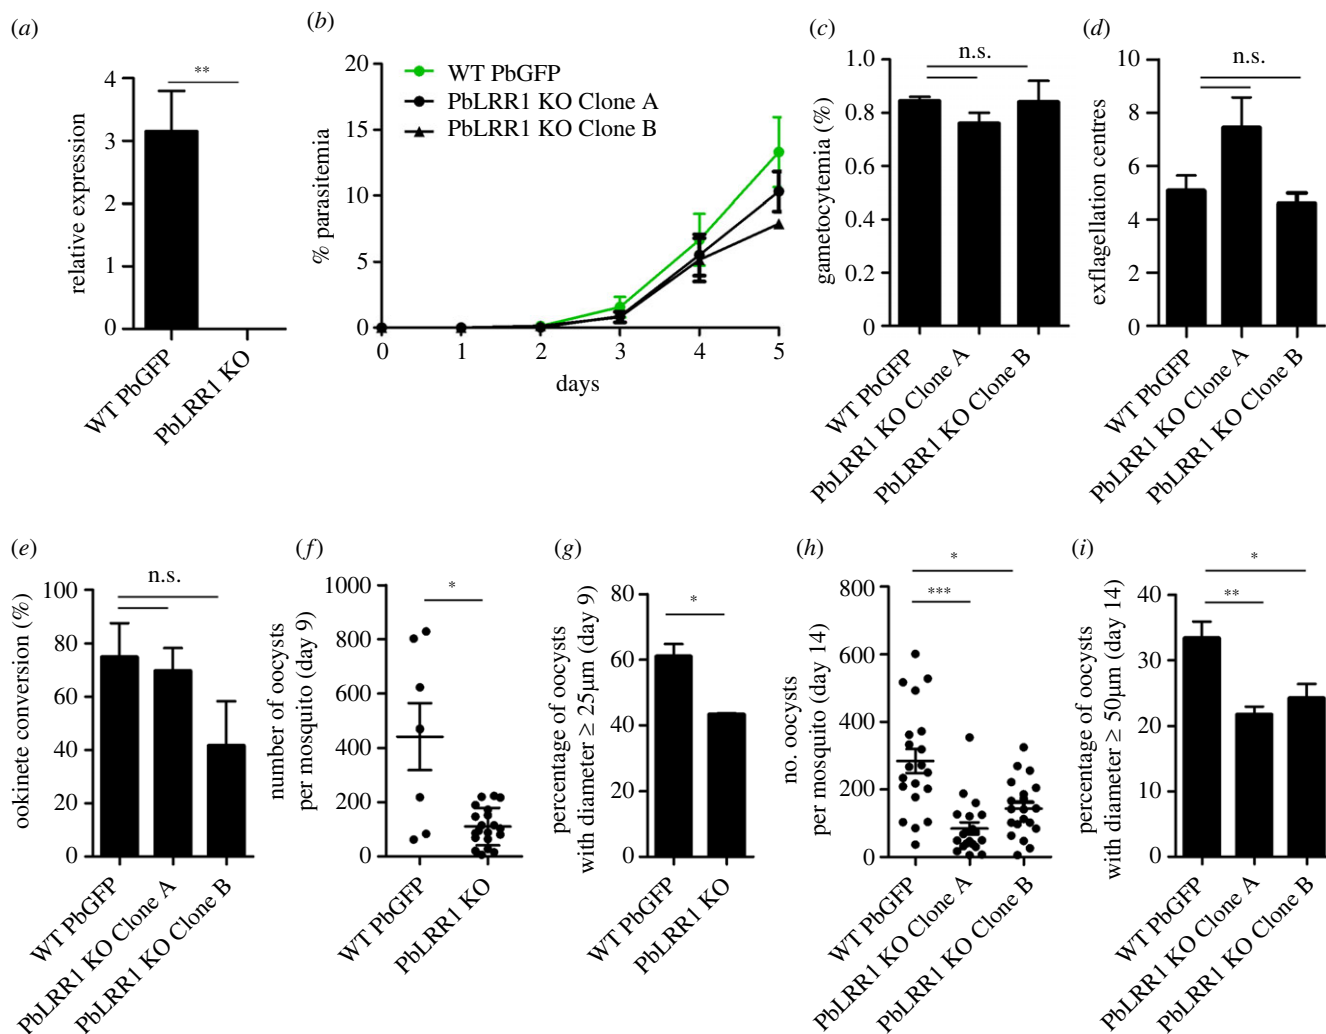 (a)
**
4
3
2
1
0
relative expression
WT PbGFP
PbLRR1 KO
(b)
20
15
10
5
0
% parasitemia
WT PbGFP
PbLRR1 KO Clone A
PbLRR1 KO Clone B
0 1 2 3 4 5
days
(c)
n.s.
1.0
0.8
0.6
0.4
0.2
0
gametocytemia (%)
WT PbGFP
PbLRR1 KO Clone A
PbLRR1 KO Clone B
(d)
n.s.
10
8
6
4
2
0
exflagellation centres
WT PbGFP
PbLRR1 KO Clone A
PbLRR1 KO Clone B
(e)
n.s.
100
80
60
40
20
0
ookinete conversion (%)
WT PbGFP
PbLRR1 KO Clone A
PbLRR1 KO Clone B
(f)
*
1000
800
600
400
200
0
number of oocysts
per mosquito (day 9)
WT PbGFP
PbLRR1 KO
(g)
*
80
60
40
20
0
percentage of oocysts
with diameter ≥ 25µm (day 9)
WT PbGFP
PbLRR1 KO
(h)
*
***
800
600
400
200
0
no. oocysts
per mosquito (day 14)
WT PbGFP
PbLRR1 KO Clone A
PbLRR1 KO Clone B
(i)
*
**
40
30
20
10
0
percentage of oocysts
with diameter ≥ 50µm (day 14)
WT PbGFP
PbLRR1 KO Clone A
PbLRR1 KO Clone B